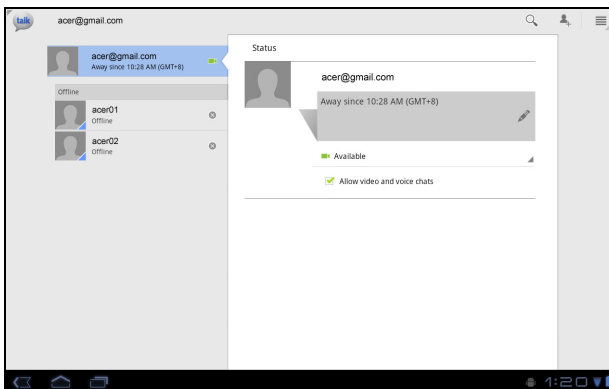 talk acer@gmail.com
acer@gmail.com
Away since 10:28 AM (GMT+8)
Offline
acer01
Offline
acer02
Offline
Status
acer@gmail.com
Away since 10:28 AM (GMT+8)
Available
Allow video and voice chats
1:20